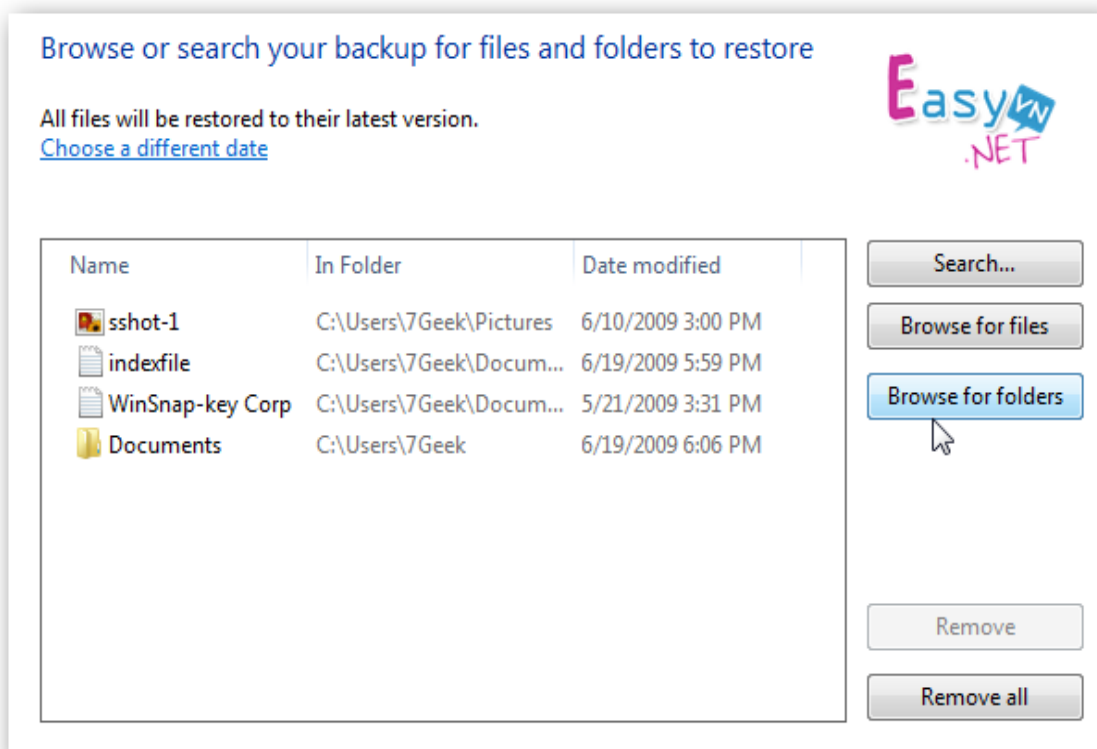 Browse or search your backup for files and folders to restore
All files will be restored to their latest version.
Choose a different date
Easy VN
.NET
Name In Folder Date modified
sshot-1 C:\Users\7Geek\Pictures 6/10/2009 3:00 PM
indexfile C:\Users\7Geek\Docum... 6/19/2009 5:59 PM
WinSnap-key Corp C:\Users\7Geek\Docum... 5/21/2009 3:31 PM
Documents C:\Users\7Geek 6/19/2009 6:06 PM
Search...
Browse for files
Browse for folders
Remove
Remove all